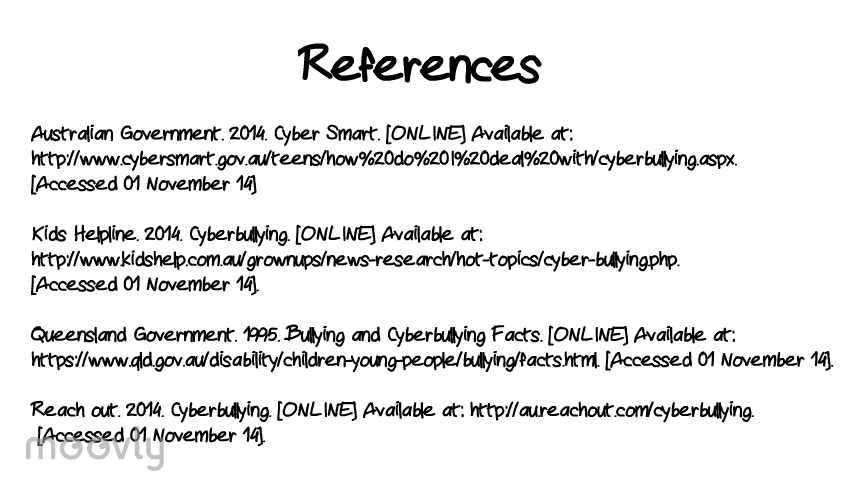 References
Australian Government. 2014. Cyber Smart. [ONLINE] Available at:
http://www.cybersmart.gov.au/teens/how%20do%20I%20deal%20with/cyberbullying.aspx.
[Accessed 01 November 14]
Kids Helpline. 2014. Cyberbullying. [ONLINE] Available at:
http://www.kidshelp.com.au/grownups/news-research/hot-topics/cyber-bullying.php.
[Accessed 01 November 14].
Queensland Government. 1995. Bullying and Cyberbullying Facts. [ONLINE] Available at:
https://www.qld.gov.au/disability/children-young-people/bullying/facts.html. [Accessed 01 November 14].
Reach out. 2014. Cyberbullying. [ONLINE] Available at: http://au.reachout.com/cyberbullying.
[Accessed 01 November 14].
moovly